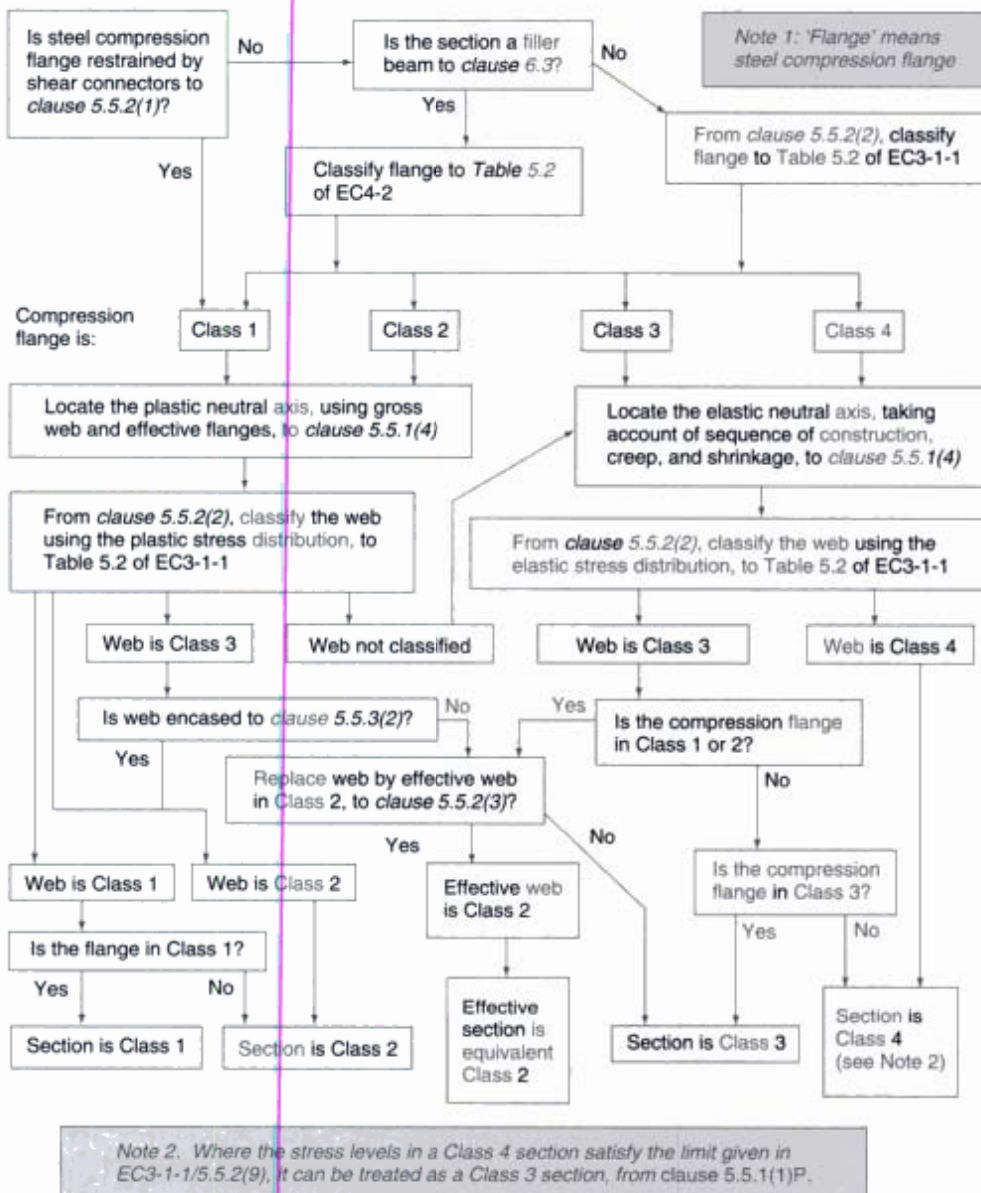 Is steel compression
flange restrained by
shear connectors to
clause 5.5.2(1)?
No
Is the section a filler
beam to clause 6.3?
No
Note 1: 'Flange' means
steel compression flange
Yes
Yes
Classify flange to Table 5.2
of EC4-2
From clause 5.5.2(2), classify
flange to Table 5.2 of EC3-1-1
Compression
flange is:
Class 1
Class 2
Class 3
Class 4
Locate the plastic neutral axis, using gross
web and effective flanges, to clause 5.5.1(4)
Locate the elastic neutral axis, taking
account of sequence of construction,
creep, and shrinkage, to clause 5.5.1(4)
From clause 5.5.2(2), classify the web
using the plastic stress distribution, to
Table 5.2 of EC3-1-1
From clause 5.5.2(2), classify the web using the
elastic stress distribution, to Table 5.2 of EC3-1-1
Web is Class 3
Web not classified
Web is Class 3
Web is Class 4
Is web encased to clause 5.5.3(2)?
No
Yes
Is the compression flange
in Class 1 or 2?
Yes
No
Replace web by effective web
in Class 2, to clause 5.5.2(3)?
Yes
No
Web is Class 1
Web is Class 2
Effective web
is Class 2
Is the compression
flange in Class 3?
Yes
No
Is the flange in Class 1?
Yes
No
Section is Class 1
Section is Class 2
Effective
section is
equivalent
Class 2
Section is Class 3
Section is
Class 4
(see Note 2)
Note 2. Where the stress levels in a Class 4 section satisfy the limit given in
EC3-1-1/5.5.2(9), it can be treated as a Class 3 section, from clause 5.5.1(1)P.